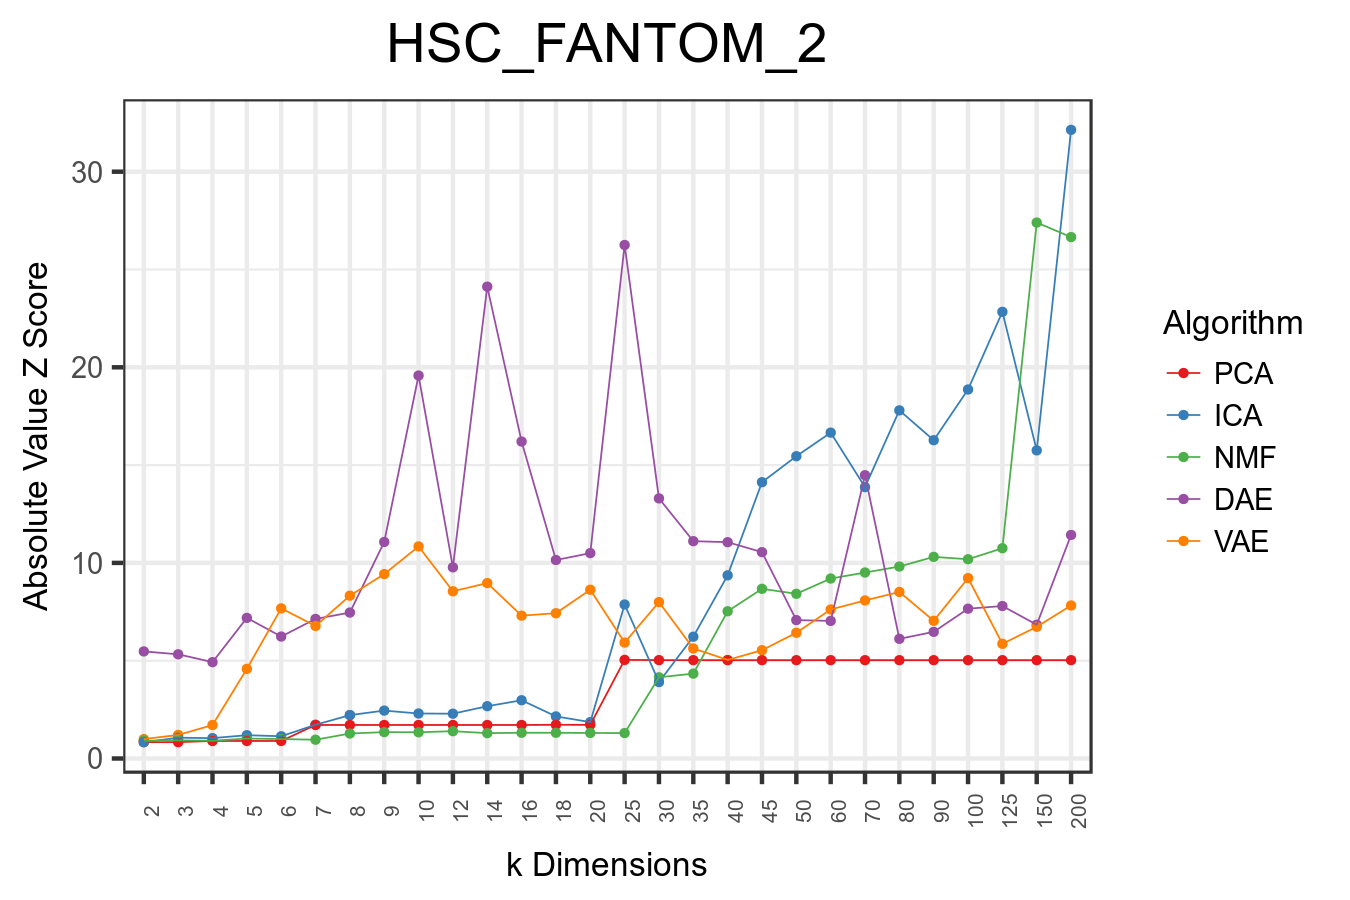 HSC_FANTOM_2
Absolute Value Z Score
30
20
10
0
2 3 4 5 6 7 8 9 10 12 14 16 18 20 25 30 35 40 45 50 60 70 80 90 100 125 150 200
k Dimensions
Algorithm
PCA
ICA
NMF
DAE
VAE